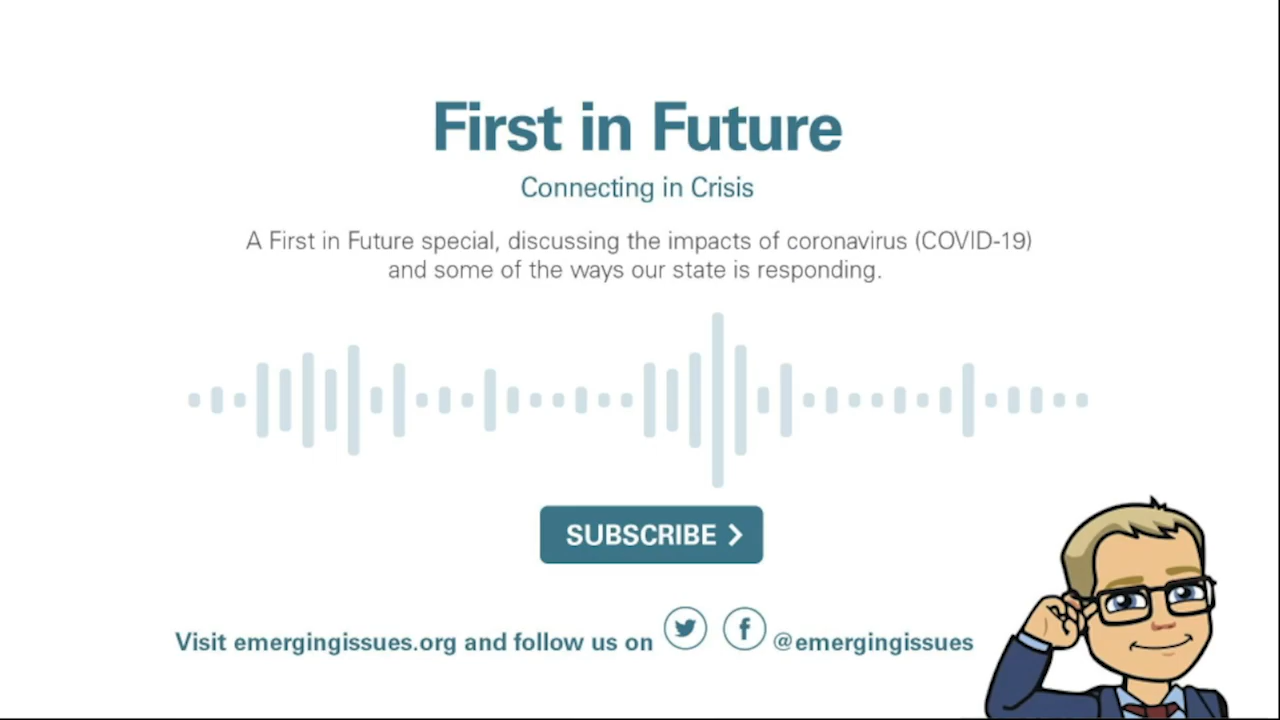 First in Future
Connecting in Crisis
A First in Future special, discussing the impacts of coronavirus (COVID-19)
and some of the ways our state is responding.
SUBSCRIBE >
Visit emergingissues.org and follow us on @emergingissues